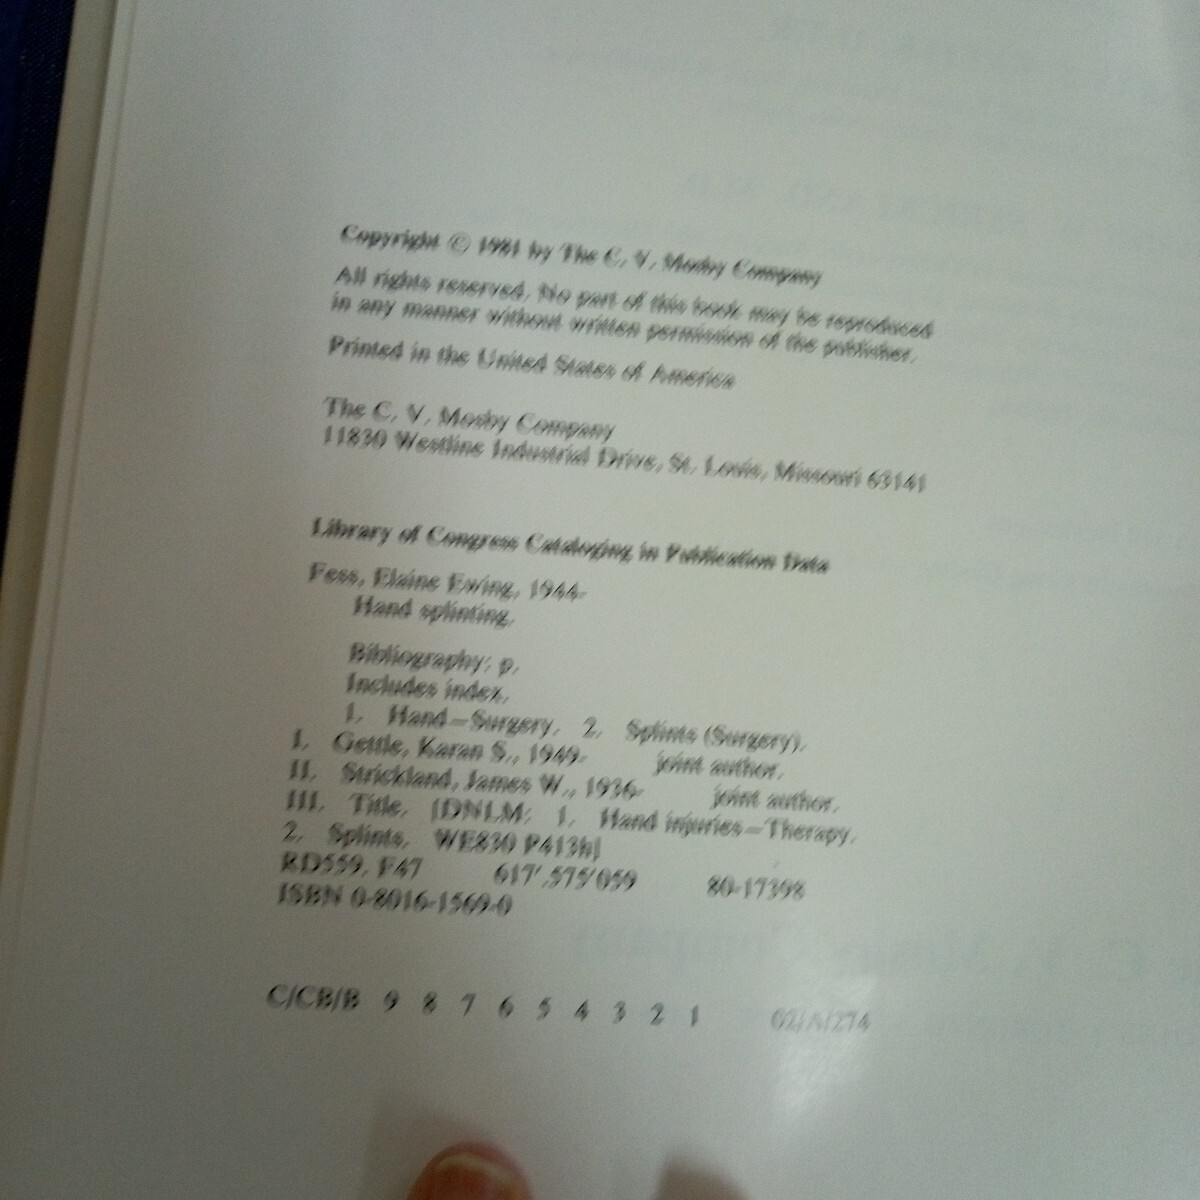 Copyright © 1981 by The C. V. Mosby Company
All rights reserved. No part of this book may be reproduced
in any manner without written permission of the publisher.
Printed in the United States of America
The C. V. Mosby Company
11830 Westline Industrial Drive, St. Louis, Missouri 63141
Library of Congress Cataloging in Publication Data
Fess, Elaine Ewing, 1944-
Hand splinting.
Bibliography: p.
Includes index.
1. Hand—Surgery. 2. Splints (Surgery).
I. Gettle, Karan S., 1949- joint author.
II. Strickland, James W., 1936- joint author.
III. Title. [DNLM: 1. Hand injuries—Therapy.
2. Splints. WE830 F413h]
RD559.F47 617'.575'059 80-17398
ISBN 0-8016-1569-0
C/CB/B 9 8 7 6 5 4 3 2 1